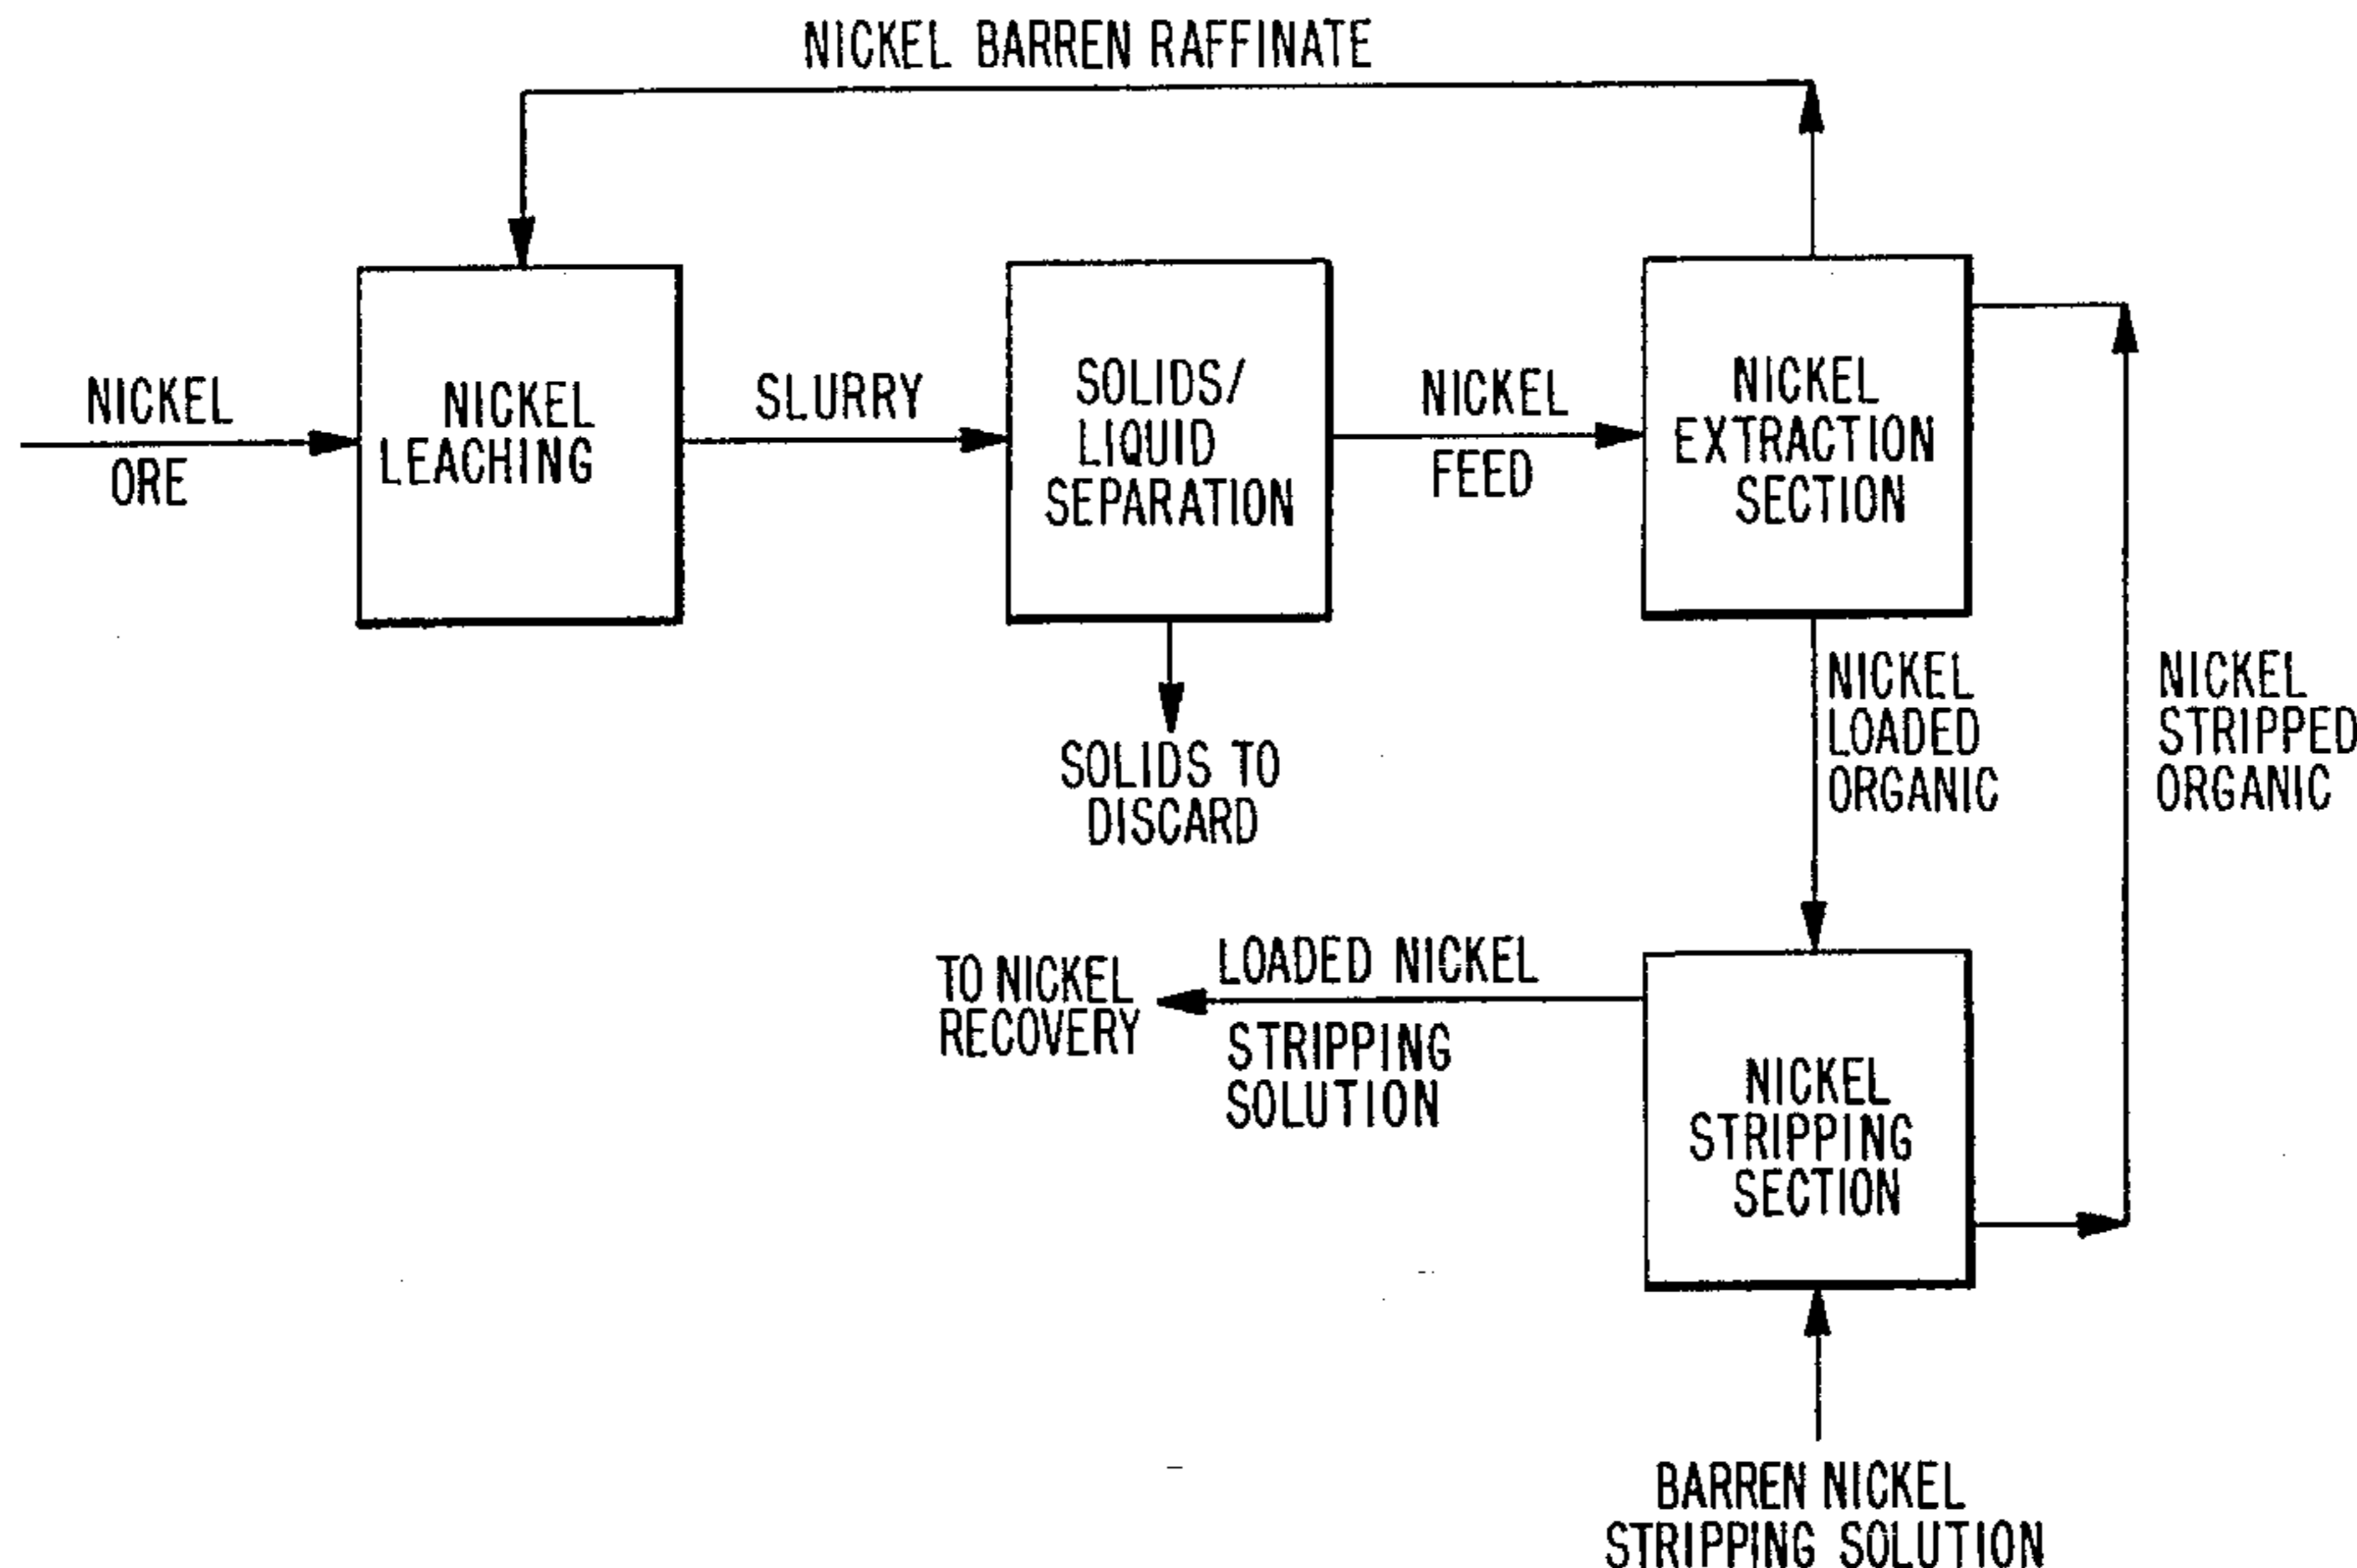 NICKEL BARREN RAFFINATE
NICKEL
ORE
NICKEL
LEACHING
SLURRY
SOLIDS/
LIQUID
SEPARATION
NICKEL
FEED
NICKEL
EXTRACTION
SECTION
SOLIDS TO
DISCARD
NICKEL
LOADED
ORGANIC
NICKEL
STRIPPED
ORGANIC
TO NICKEL
RECOVERY
LOADED NICKEL
STRIPPING
SOLUTION
NICKEL
STRIPPING
SECTION
BARREN NICKEL
STRIPPING SOLUTION